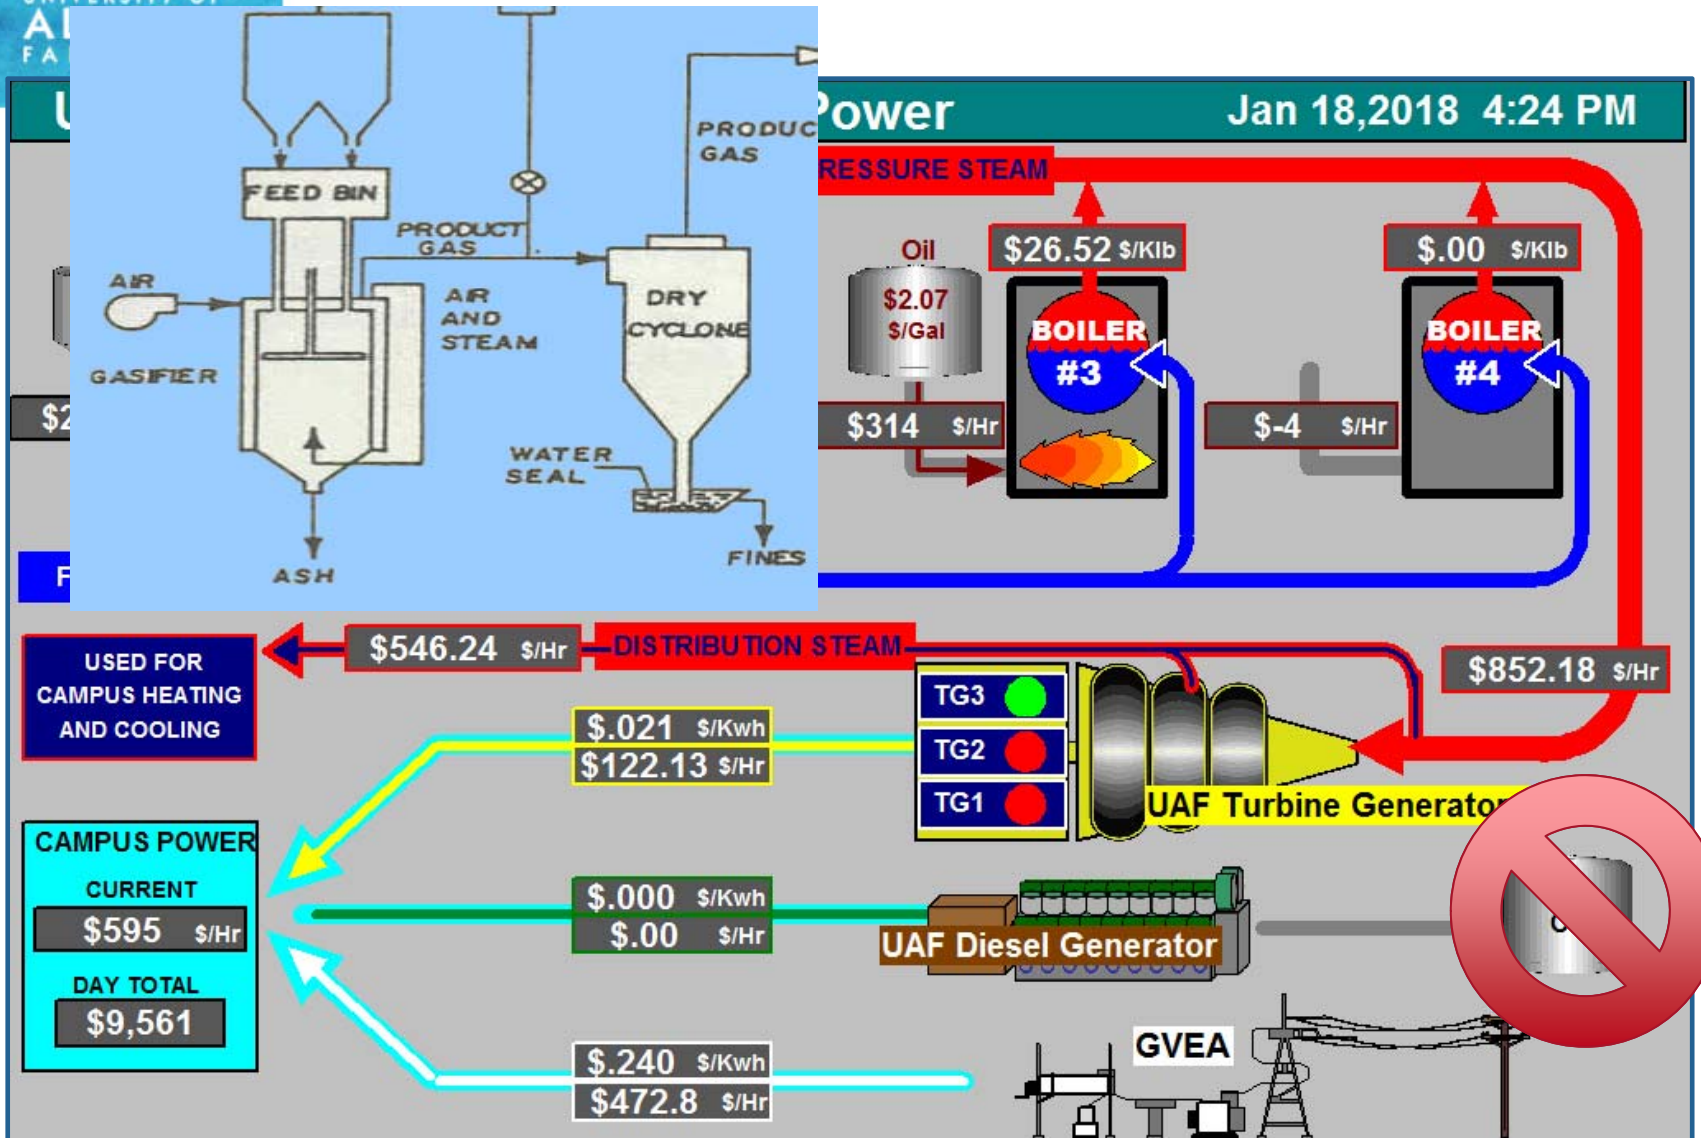 Power
Jan 18,2018 4:24 PM
PRODUC
GAS
FEED BIN
PRODUCT
GAS
AIR
AIR
AND
STEAM
DRY
CYCLONE
GASIFIER
WATER
SEAL
FINES
ASH
RESSURE STEAM
Oil
$2.07
$/Gal
$26.52 $/Klb
$.00 $/Klb
BOILER
#3
BOILER
#4
$314 $/Hr
$-4 $/Hr
$2
F
USED FOR
CAMPUS HEATING
AND COOLING
$546.24 $/Hr
DISTRIBUTION STEAM
$852.18 $/Hr
TG3
TG2
TG1
$.021 $/Kwh
$122.13 $/Hr
UAF Turbine Generator
CAMPUS POWER
CURRENT
$595 $/Hr
DAY TOTAL
$9,561
$.000 $/Kwh
$.00 $/Hr
UAF Diesel Generator
GVEA
$.240 $/Kwh
$472.8 $/Hr